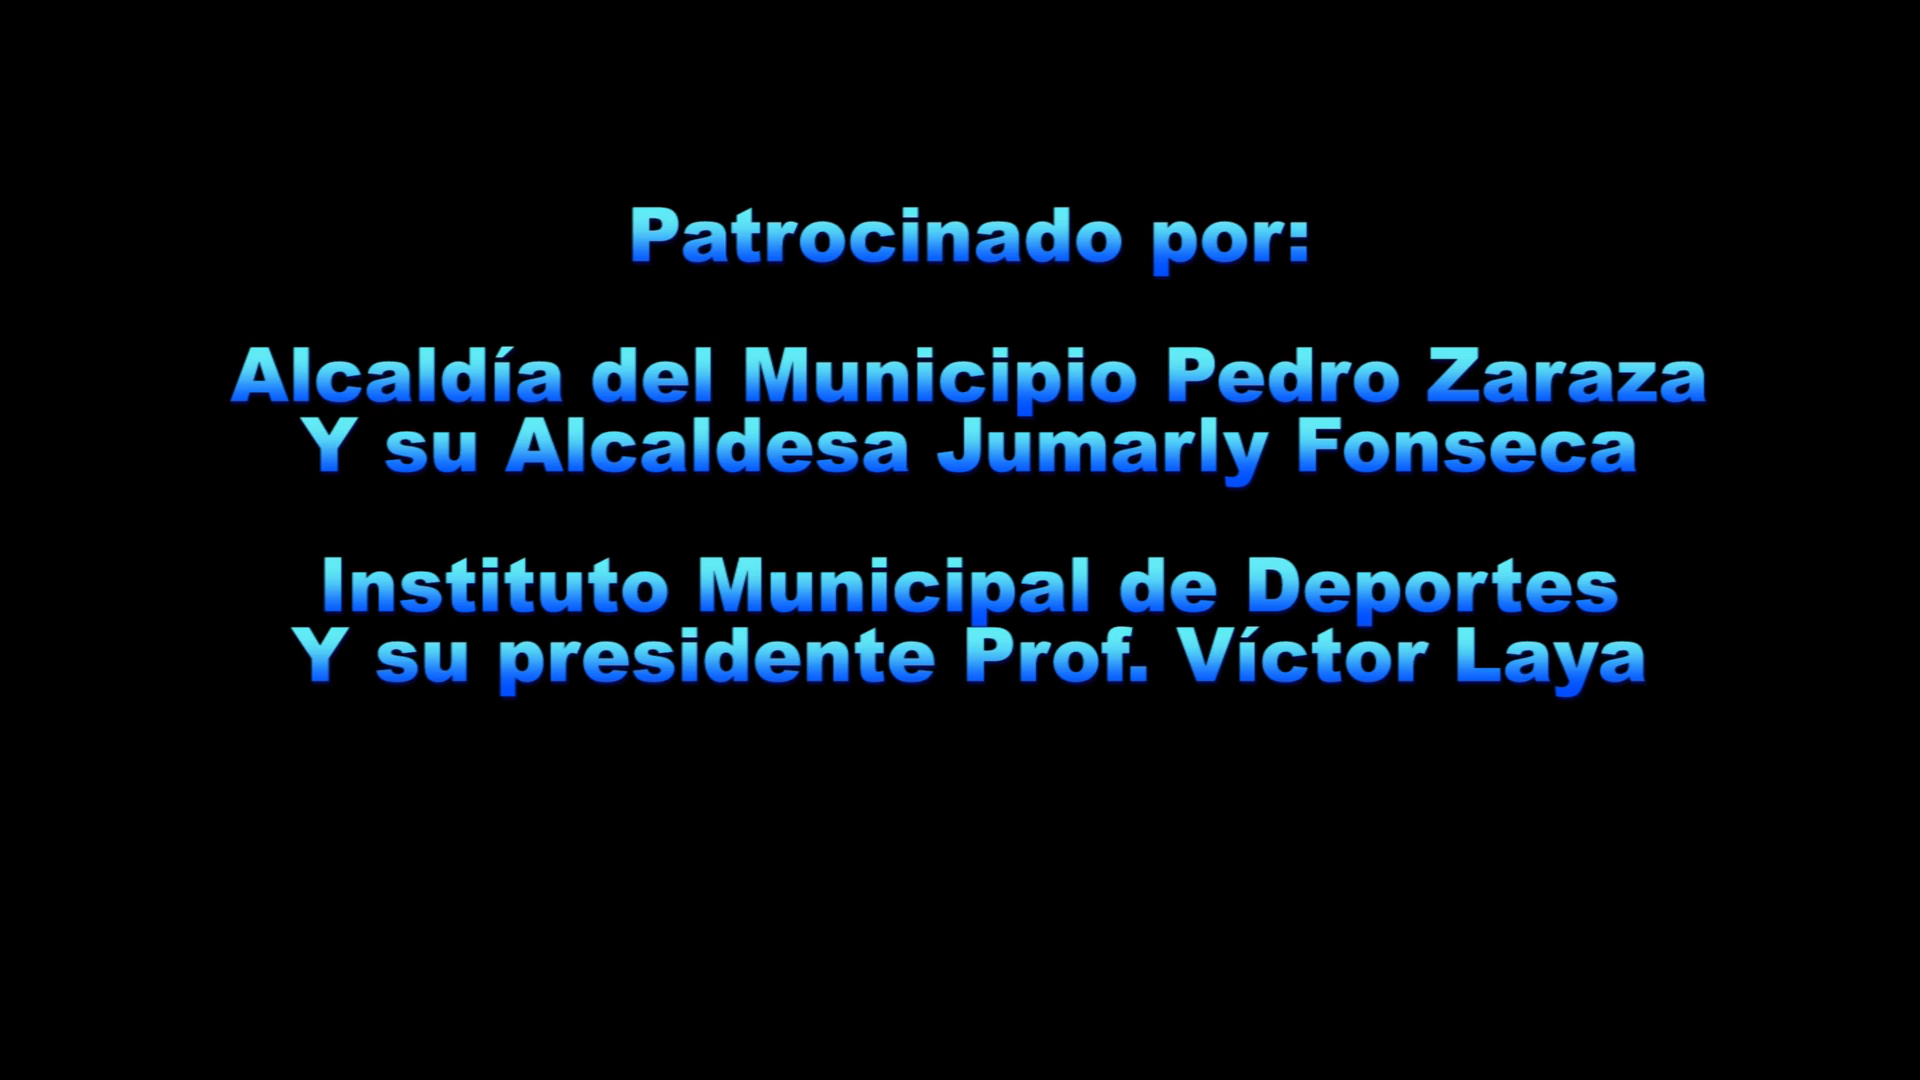 Patrocinado por:
Alcaldía del Municipio Pedro Zaraza
Y su Alcaldesa Jumarly Fonseca
Instituto Municipal de Deportes
Y su presidente Prof. Víctor Laya